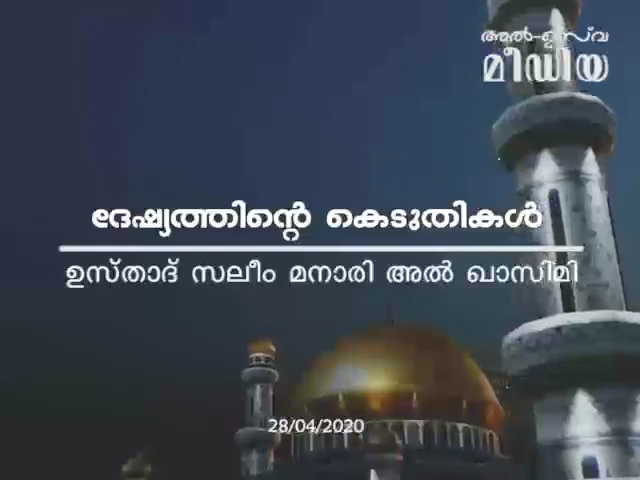 മീഡിയ
ദേഷ്യത്തിന്റെ കെടുതികൾ
ഉസ്താദ് സലീം മനാരി അൽ ഖാസിമി
28/04/2020